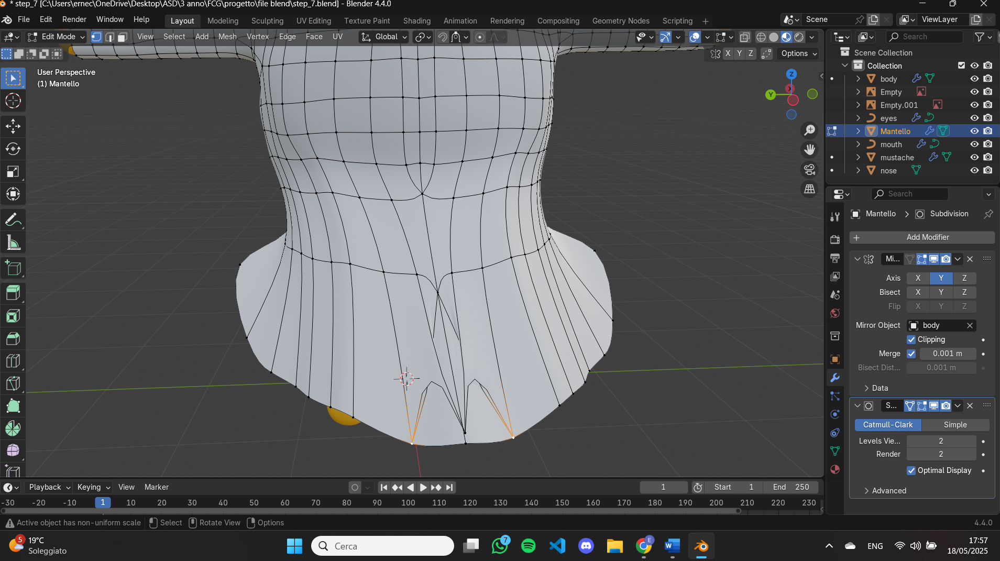 * step_7 [C:\Users\ernec\OneDrive\Desktop\ASD\3 anno\FCG\progetto\file blend\step_7.blend] - Blender 4.4.0
File Edit Render Window Help
Layout Modeling Sculpting UV Editing Texture Paint Shading Animation Rendering Compositing Geometry Nodes Scripting +
Scene
ViewLayer
Edit Mode
View Select Add Mesh Vertex Edge Face UV
Global
X Y Z
Options
User Perspective
(1) Mantello
Z
X
Y
Search
Scene Collection
Collection
body
Empty
Empty.001
eyes
Mantello
mouth
mustache
nose
Search
Mantello > Subdivision
+ Add Modifier
Mi...
Axis X Y Z
Bisect X Y Z
Flip X Y Z
Mirror Object body
Clipping
Merge 0.001 m
Bisect Dist... 0.001 m
Data
S...
Catmull-Clark Simple
Levels Vie... 2
Render 2
Optimal Display
Advanced
Playback Keying View Marker
1
Start 1
End 250
-30 -20 -10 1 10 20 30 40 50 60 70 80 90 100 110 120 130 140 150 160 170 180 190 200 210 220 230
Active object has non-uniform scale
Select Rotate View Options
4.4.0
5
19°C
Soleggiato
Cerca
7
E
W
ENG
17:57
18/05/2025